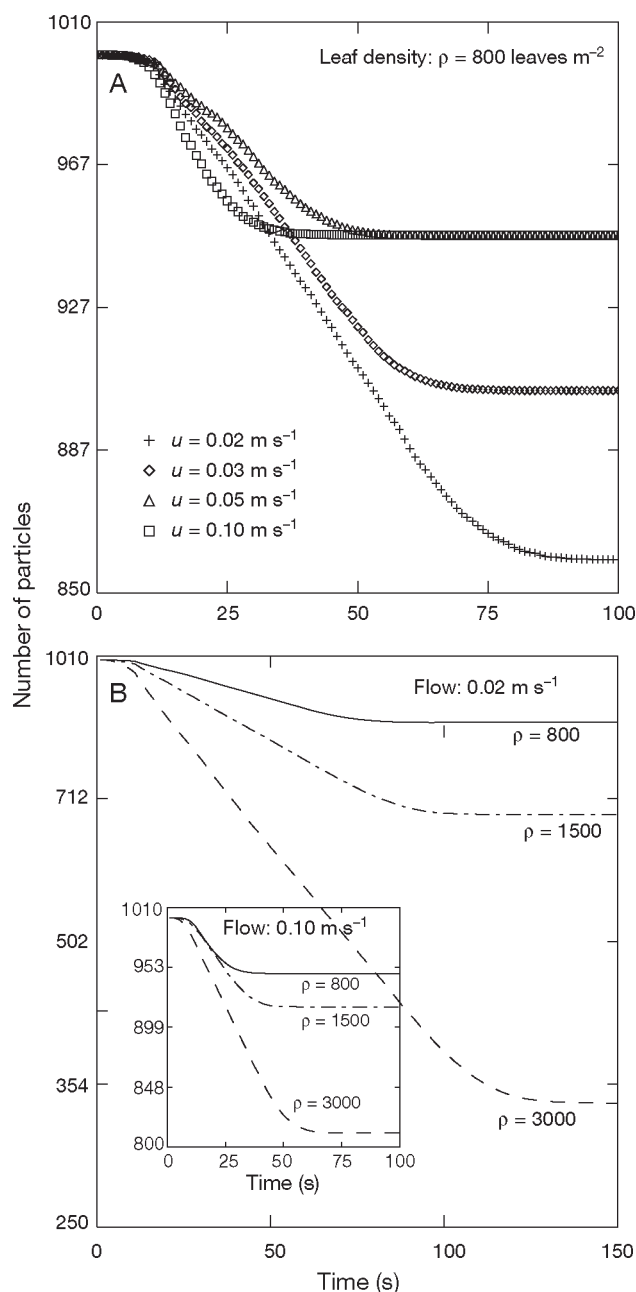 1010
Leaf density: ρ = 800 leaves m⁻²
A
967
927
887
850
+ u = 0.02 m s⁻¹
◇ u = 0.03 m s⁻¹
△ u = 0.05 m s⁻¹
□ u = 0.10 m s⁻¹
0 25 50 75 100
Number of particles
1010
B
Flow: 0.02 m s⁻¹
ρ = 800
712
ρ = 1500
502
354
ρ = 3000
250
1010
Flow: 0.10 m s⁻¹
953
ρ = 800
ρ = 1500
899
848
ρ = 3000
800
0 25 50 75 100
Time (s)
0 50 100 150
Time (s)